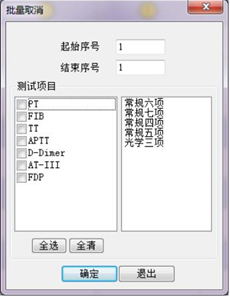 批量取消
起始序号 1
结束序号 1
测试项目
PT
FIB
TT
APTT
D-Dimer
AT-III
FDP
常规六项
常规七项
常规四项
常规五项
光学三项
全选 全清
确定 退出